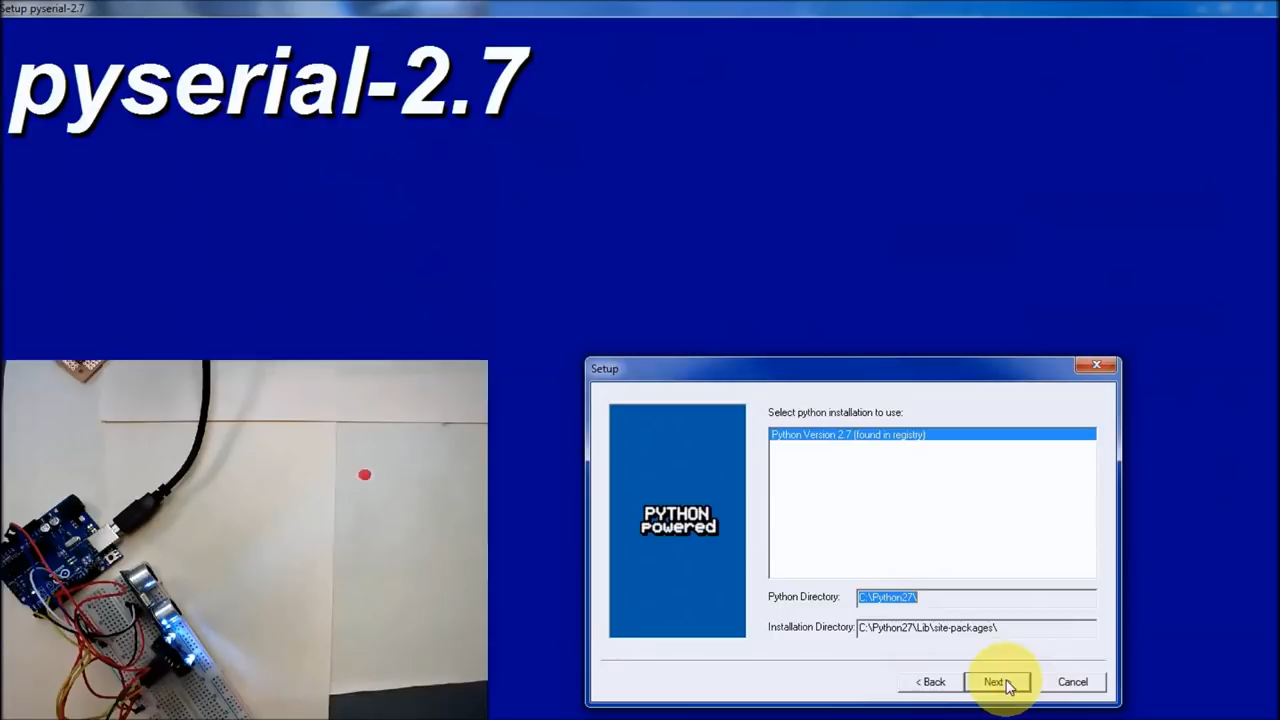 Setup pyserial-2.7
pyserial-2.7
Setup
Select python installation to use:
Python Version 2.7 (found in registry)
PYTHON
powered
Python Directory: C:\Python27\
Installation Directory: C:\Python27\Lib\site-packages\
< Back Next Cancel